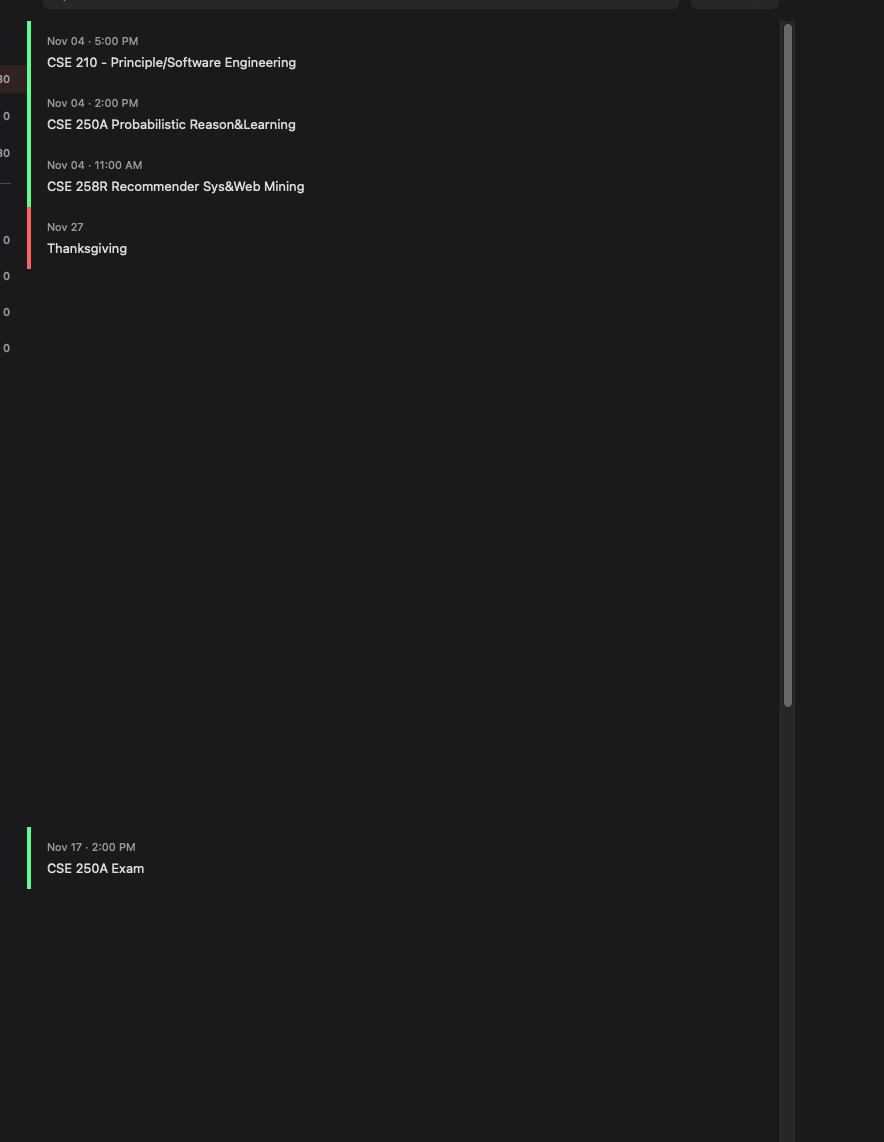 Nov 04 · 5:00 PM
CSE 210 - Principle/Software Engineering
30
Nov 04 · 2:00 PM
0
CSE 250A Probabilistic Reason&Learning
30
Nov 04 · 11:00 AM
CSE 258R Recommender Sys&Web Mining
Nov 27
0
Thanksgiving
0
0
0
Nov 17 · 2:00 PM
CSE 250A Exam